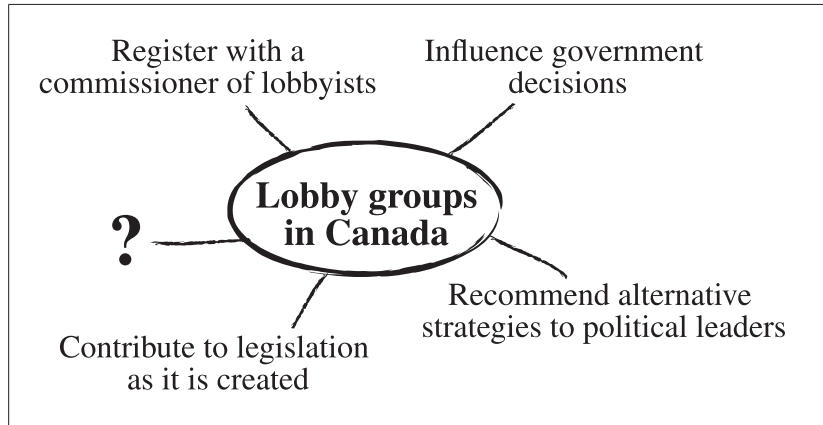 Register with a
commissioner of lobbyists
Influence government
decisions
Lobby groups
in Canada
?
Recommend alternative
strategies to political leaders
Contribute to legislation
as it is created